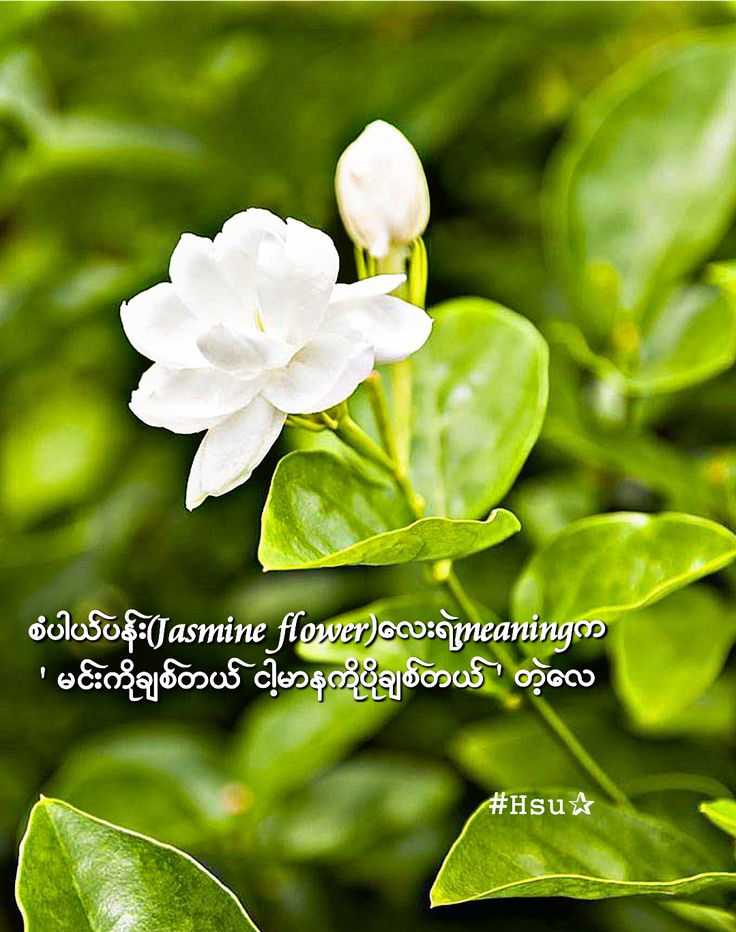 စံပါယ်ပန်း(Jasmine flower)လေးရဲ့meaningက
' မင်းကိုချစ်တယ် ငါ့မာနကိုပိုချစ်တယ် ' တဲ့လေ
#Hsu✰